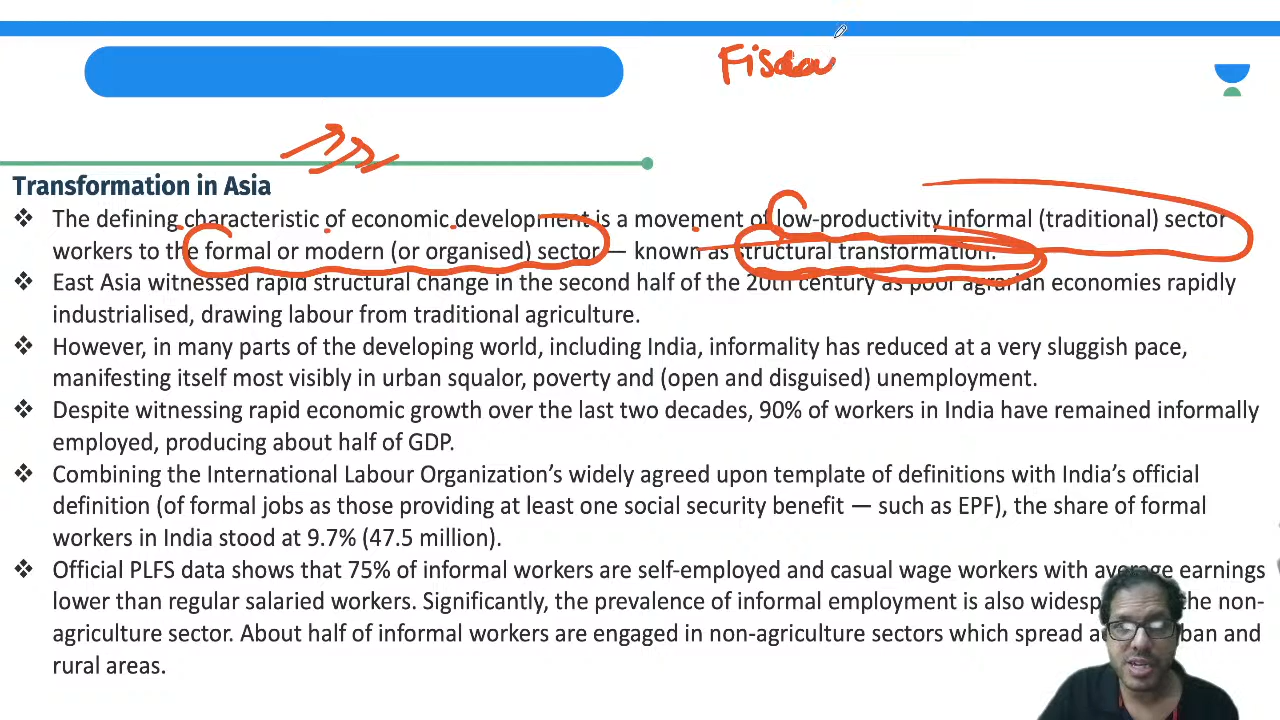 Transformation in Asia
❖ The defining characteristic of economic development is a movement of low-productivity informal (traditional) sector
workers to the formal or modern (or organised) sector — known as structural transformation.
❖ East Asia witnessed rapid structural change in the second half of the 20th century as poor agrarian economies rapidly
industrialised, drawing labour from traditional agriculture.
❖ However, in many parts of the developing world, including India, informality has reduced at a very sluggish pace,
manifesting itself most visibly in urban squalor, poverty and (open and disguised) unemployment.
❖ Despite witnessing rapid economic growth over the last two decades, 90% of workers in India have remained informally
employed, producing about half of GDP.
❖ Combining the International Labour Organization’s widely agreed upon template of definitions with India’s official
definition (of formal jobs as those providing at least one social security benefit — such as EPF), the share of formal
workers in India stood at 9.7% (47.5 million).
❖ Official PLFS data shows that 75% of informal workers are self-employed and casual wage workers with average earnings
lower than regular salaried workers. Significantly, the prevalence of informal employment is also the non-
agriculture sector. About half of informal workers are engaged in non-agriculture sectors which spread and
rural areas.